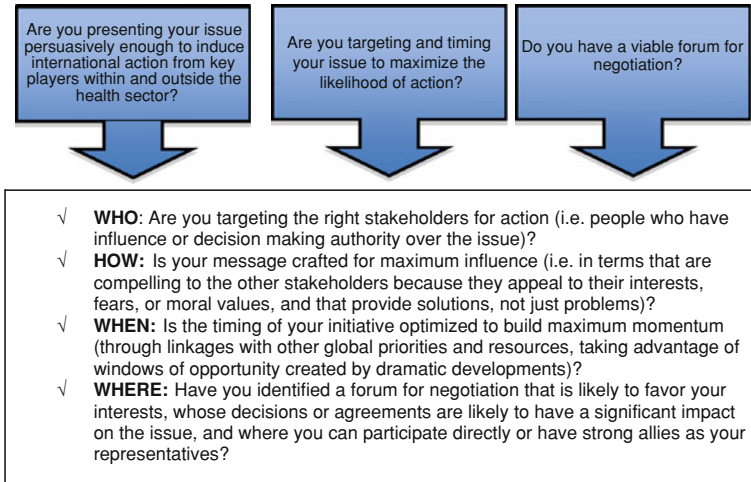 Are you presenting your issue
persuasively enough to induce
international action from key
players within and outside the
health sector?
Are you targeting and timing
your issue to maximize the
likelihood of action?
Do you have a viable forum for
negotiation?
√ WHO: Are you targeting the right stakeholders for action (i.e. people who have
influence or decision making authority over the issue)?
√ HOW: Is your message crafted for maximum influence (i.e. in terms that are
compelling to the other stakeholders because they appeal to their interests,
fears, or moral values, and that provide solutions, not just problems)?
√ WHEN: Is the timing of your initiative optimized to build maximum momentum
(through linkages with other global priorities and resources, taking advantage of
windows of opportunity created by dramatic developments)?
√ WHERE: Have you identified a forum for negotiation that is likely to favor your
interests, whose decisions or agreements are likely to have a significant impact
on the issue, and where you can participate directly or have strong allies as your
representatives?